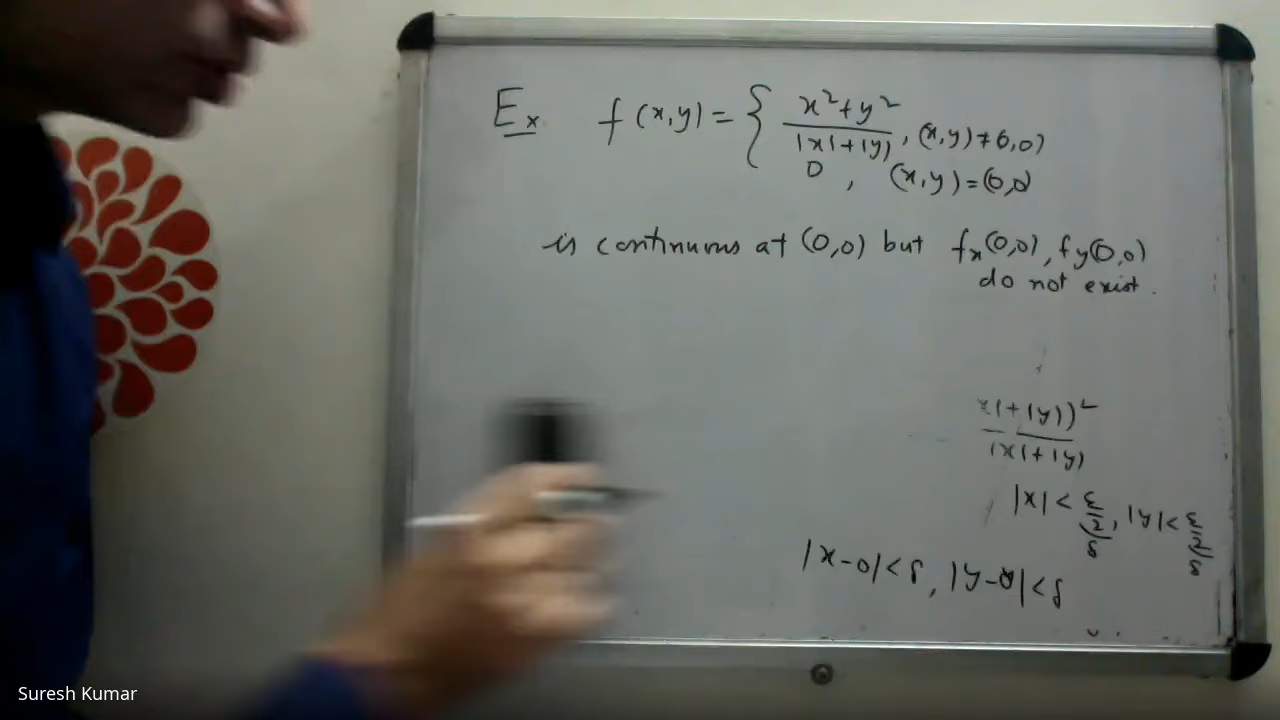 Ex f(x,y) = { x²+y² / |x|+|y| , (x,y)≠(0,0)
0 , (x,y)=(0,0)
is continuous at (0,0) but fx(0,0), fy(0,0)
do not exist.
x|+|y|)²
|x|+|y|
|x| < ε/2, |y| < ε/2
δ δ
|x-0|<δ, |y-0|<δ
Suresh Kumar